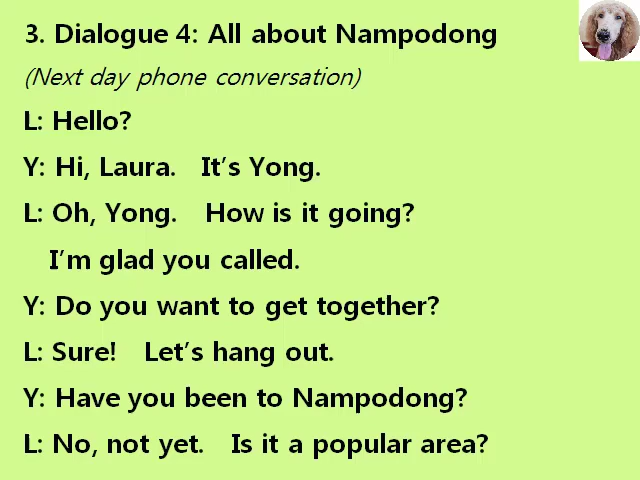 3. Dialogue 4: All about Nampodong
(Next day phone conversation)
L: Hello?
Y: Hi, Laura. It's Yong.
L: Oh, Yong. How is it going?
I'm glad you called.
Y: Do you want to get together?
L: Sure! Let's hang out.
Y: Have you been to Nampodong?
L: No, not yet. Is it a popular area?